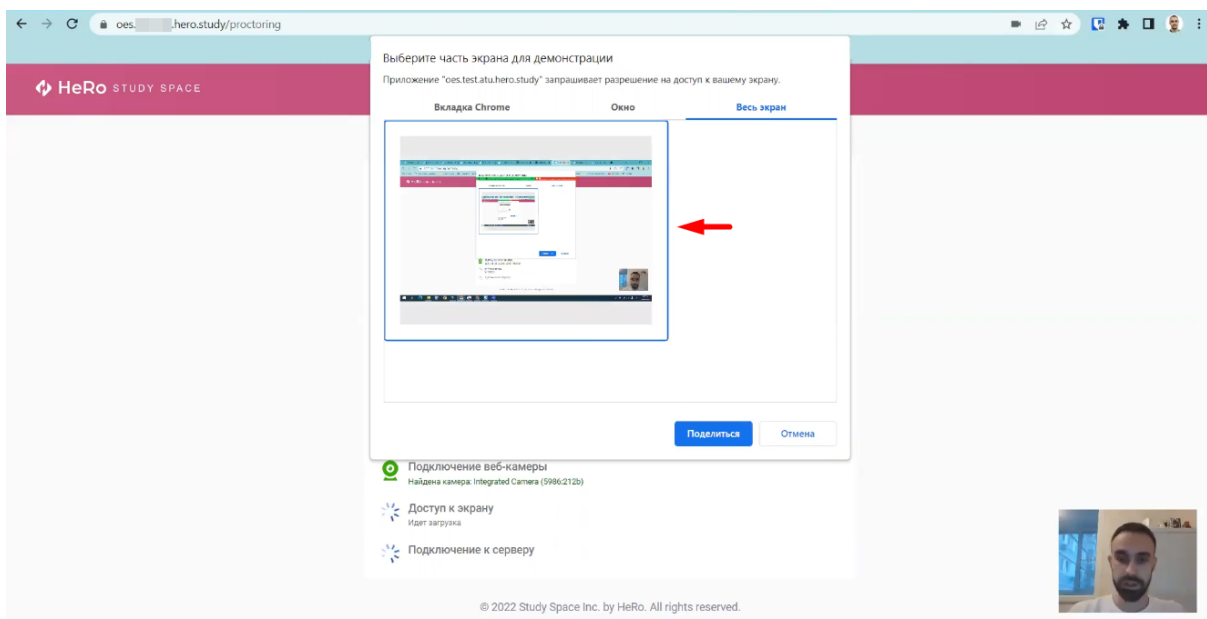 oes. .hero.study/proctoring
Выберите часть экрана для демонстрации
Приложение "oes.test.atu.hero.study" запрашивает разрешение на доступ к вашему экрану.
HeRo STUDY SPACE
Вкладка Chrome
Окно
Весь экран
Поделиться
Отмена
Подключение веб-камеры
Найдена камера: Integrated Camera (5986:212b)
Доступ к экрану
Идет загрузка
Подключение к серверу
© 2022 Study Space Inc. by HeRo. All rights reserved.